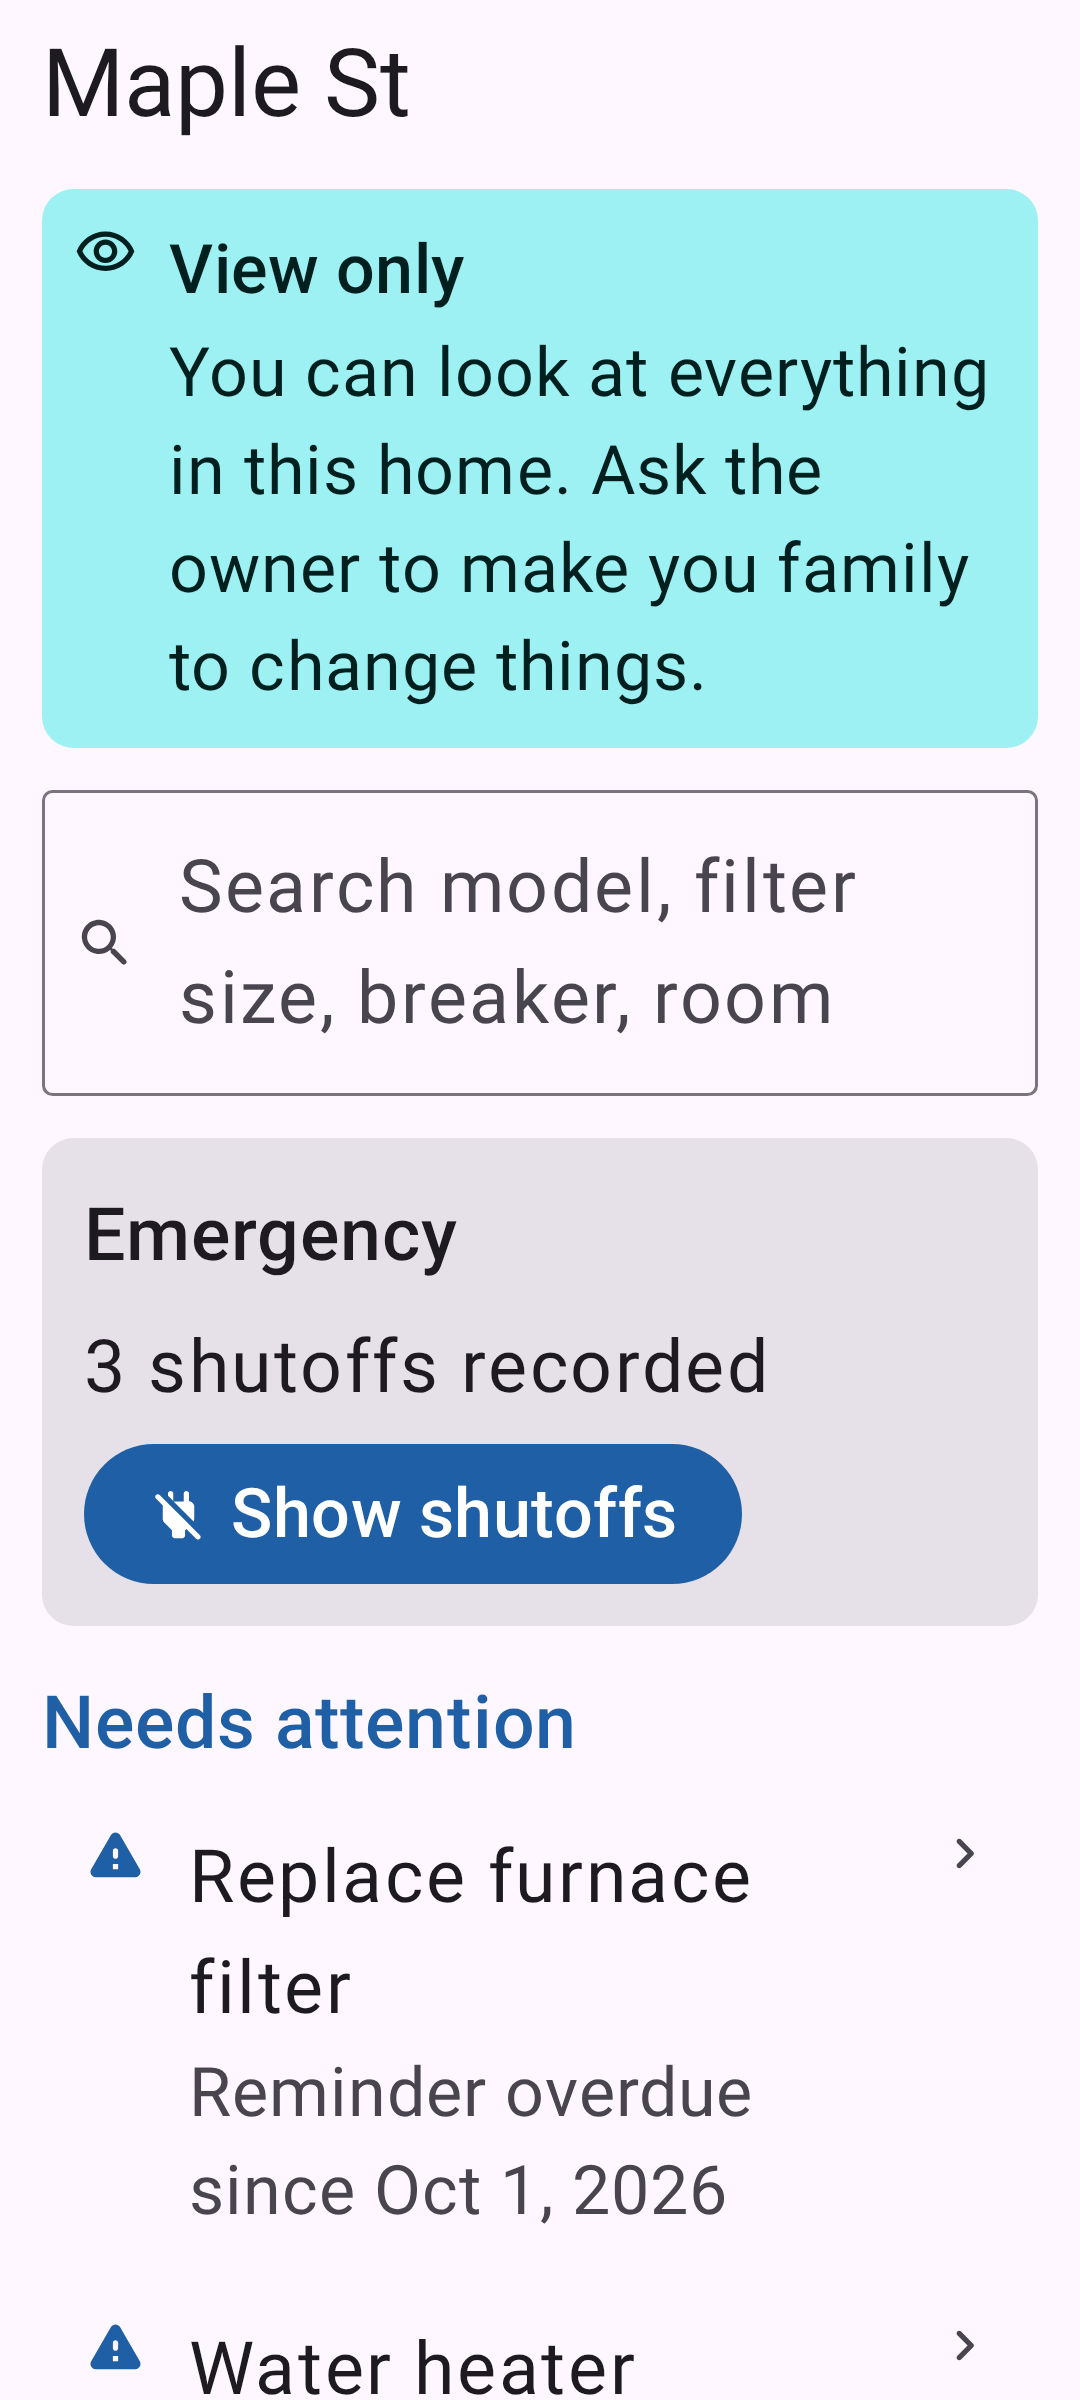 Maple St
View only
You can look at everything
in this home. Ask the
owner to make you family
to change things.
Search model, filter
size, breaker, room
Emergency
3 shutoffs recorded
Show shutoffs
Needs attention
Replace furnace
filter
Reminder overdue
since Oct 1, 2026
Water heater